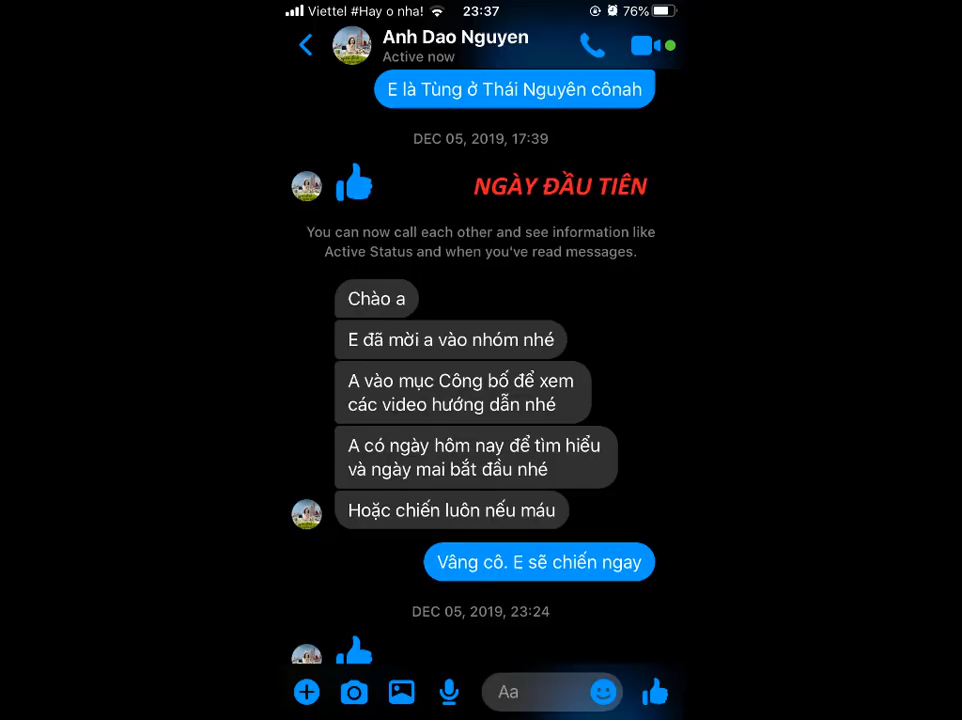 Viettel #Hay o nha! 23:37 76%
Anh Dao Nguyen
Active now
E là Tùng ở Thái Nguyên cônah
DEC 05, 2019, 17:39
NGÀY ĐẦU TIÊN
You can now call each other and see information like
Active Status and when you've read messages.
Chào a
E đã mời a vào nhóm nhé
A vào mục Công bố để xem
các video hướng dẫn nhé
A có ngày hôm nay để tìm hiểu
và ngày mai bắt đầu nhé
Hoặc chiến luôn nếu máu
Vâng cô. E sẽ chiến ngay
DEC 05, 2019, 23:24
Aa